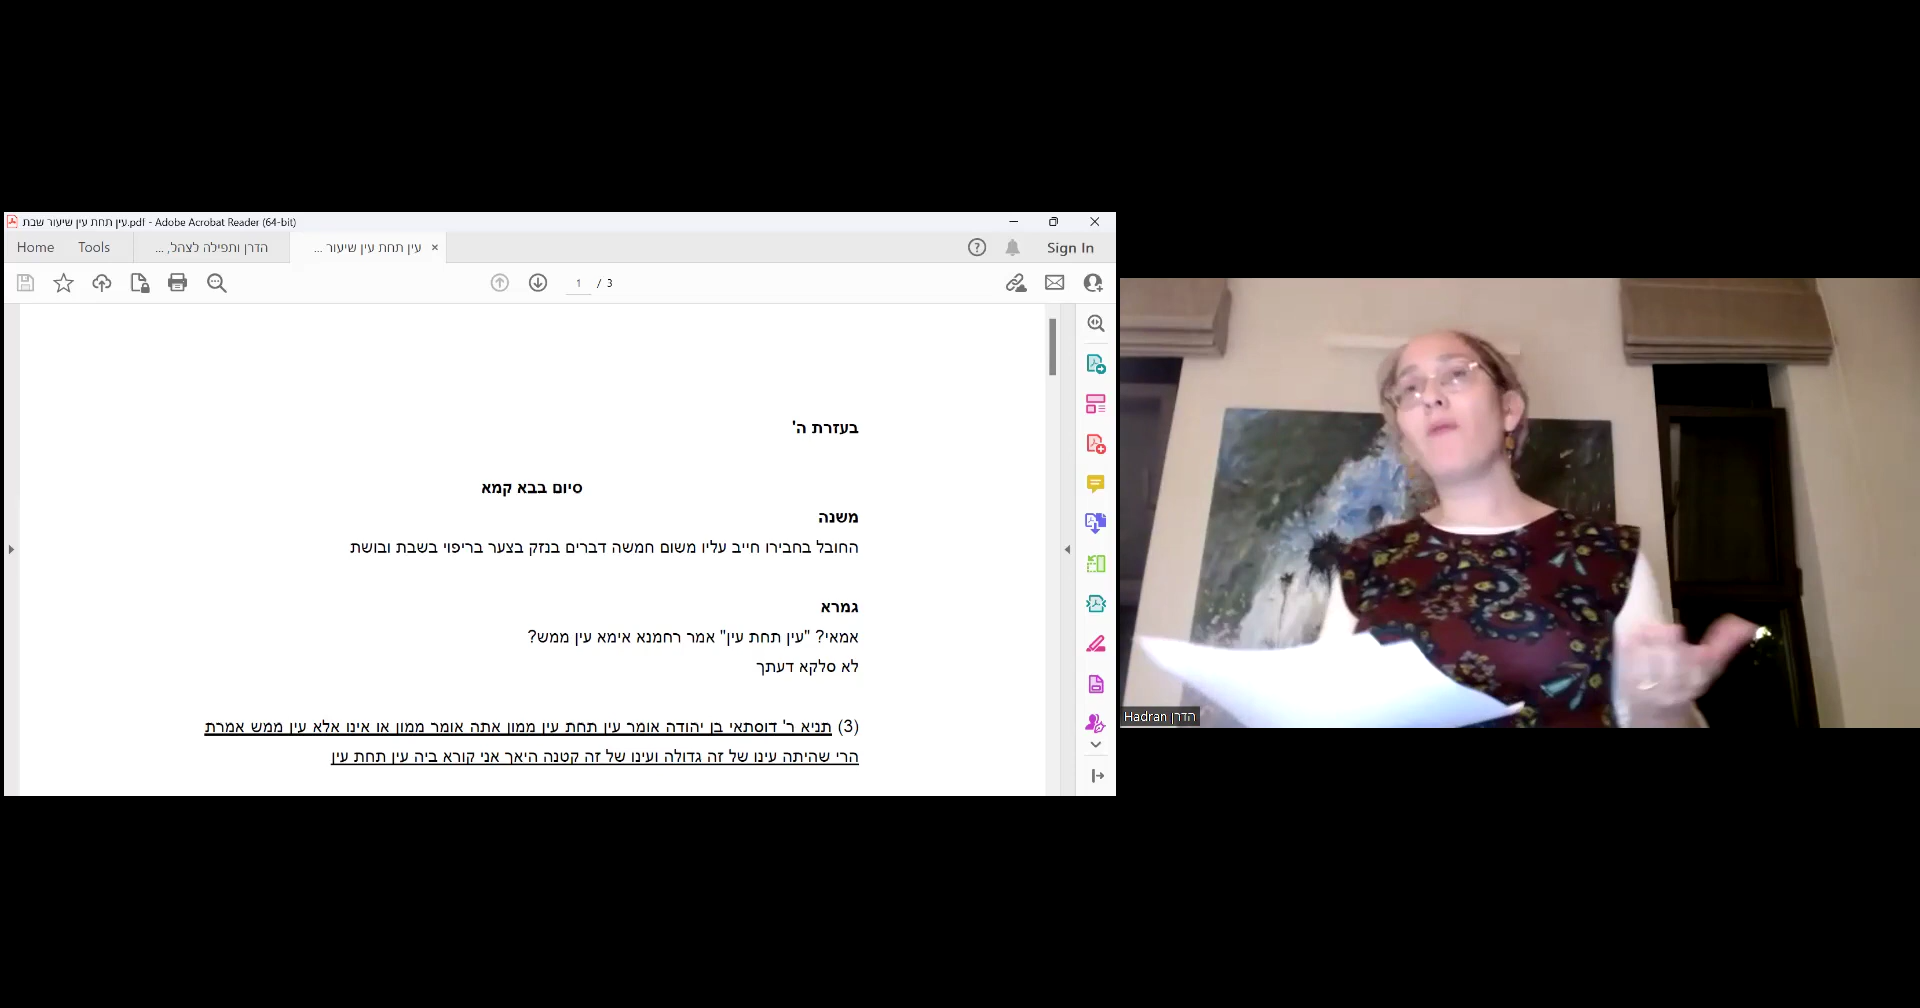 עין תחת עין שיעור שבת.pdf - Adobe Acrobat Reader (64-bit)
Home Tools הדרן ותפילה לצהל, ... עין תחת עין שיעור ... × Sign In
1 / 3
בעזרת ה'
סיום בבא קמא
משנה
החובל בחבירו חייב עליו משום חמשה דברים בנזק בצער בריפוי בשבת ובושת
גמרא
אמאי? "עין תחת עין" אמר רחמנא אימא עין ממש?
לא סלקא דעתך
(3) תניא ר' דוסתאי בן יהודה אומר עין תחת עין ממון אתה אומר ממון או אינו אלא עין ממש אמרת
הרי שהיתה עינו של זה גדולה ועינו של זה קטנה היאך אני קורא ביה עין תחת עין
Hadran הדרן